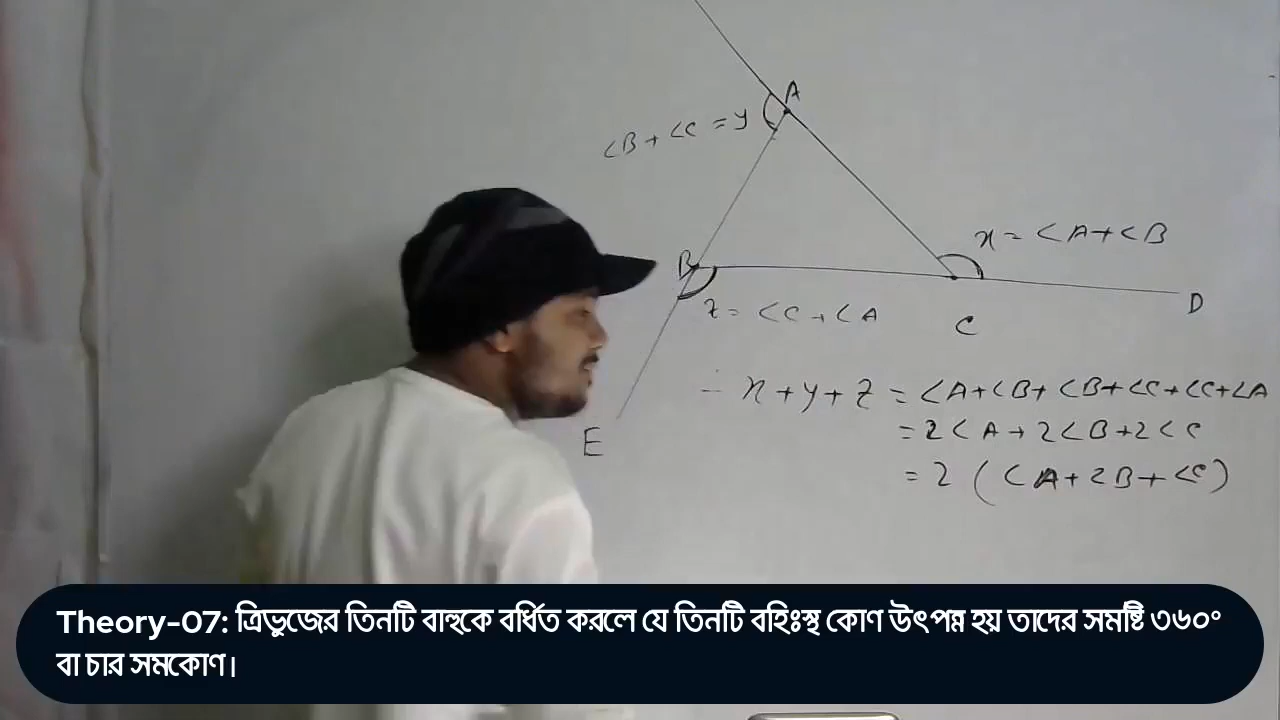 A
∠B + ∠C = y
x = ∠A+∠B
B
z = ∠C + ∠A
D
C
∴ x + y + z = ∠A+∠B+ ∠B+∠C+∠C+∠A
= 2∠A + 2∠B+2∠C
E
= 2 (∠A+∠B+∠C)
Theory-07: ত্রিভুজের তিনটি বাহুকে বর্ধিত করলে যে তিনটি বহিঃস্থ কোণ উৎপন্ন হয় তাদের সমষ্টি ৩৬০°
বা চার সমকোণ।